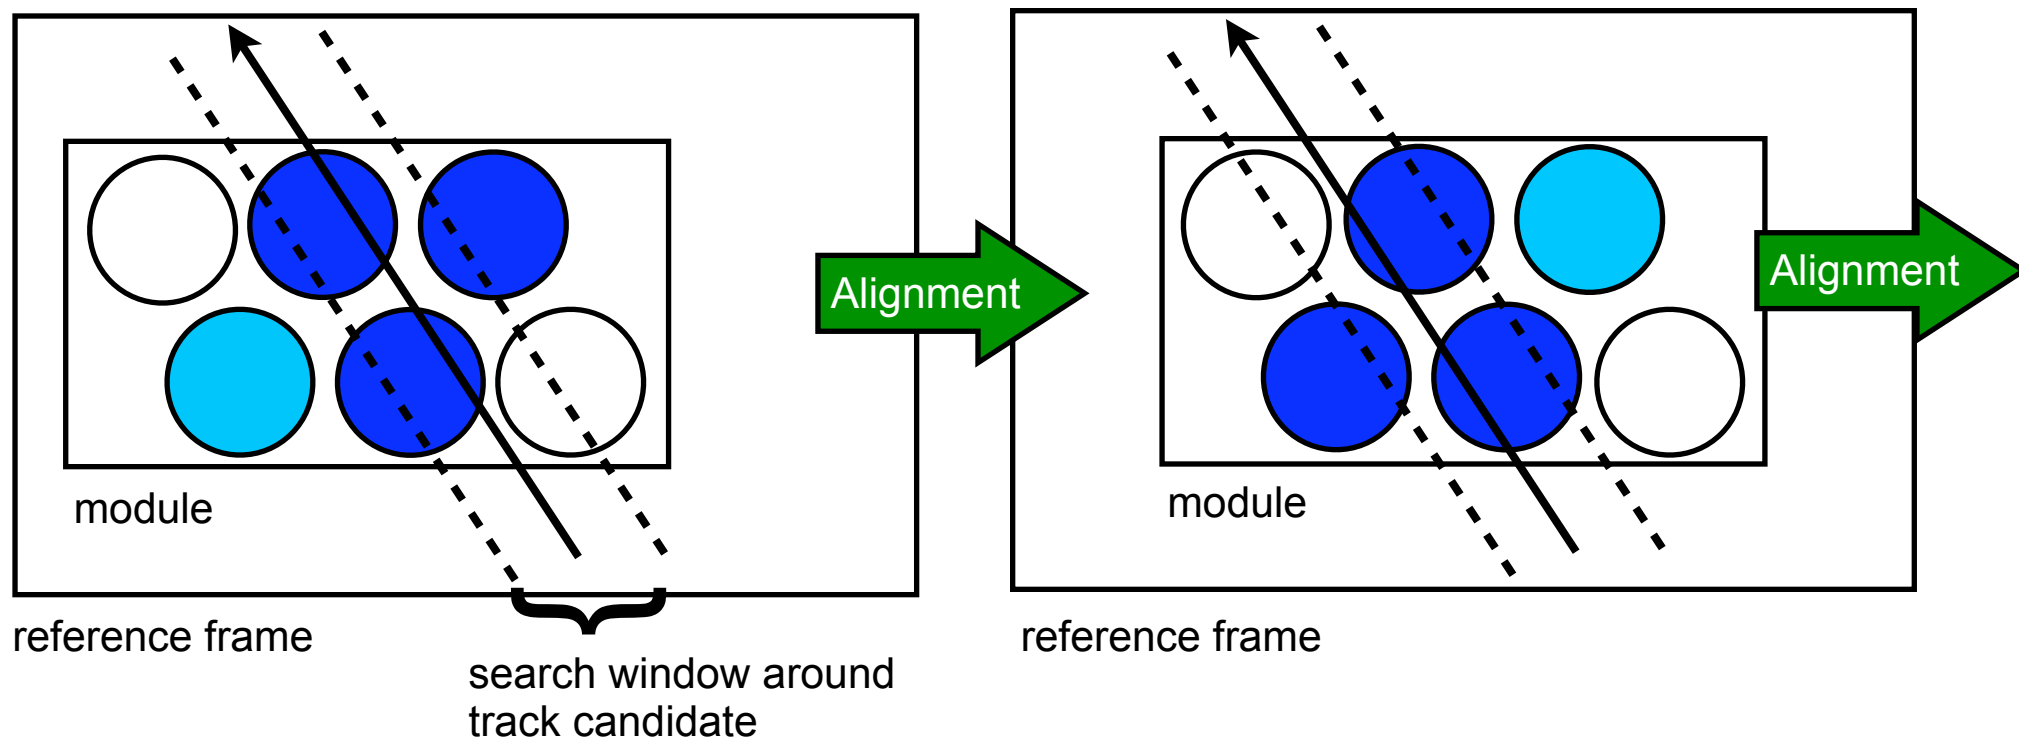 Alignment
Alignment
module
module
reference frame
reference frame
search window around
track candidate